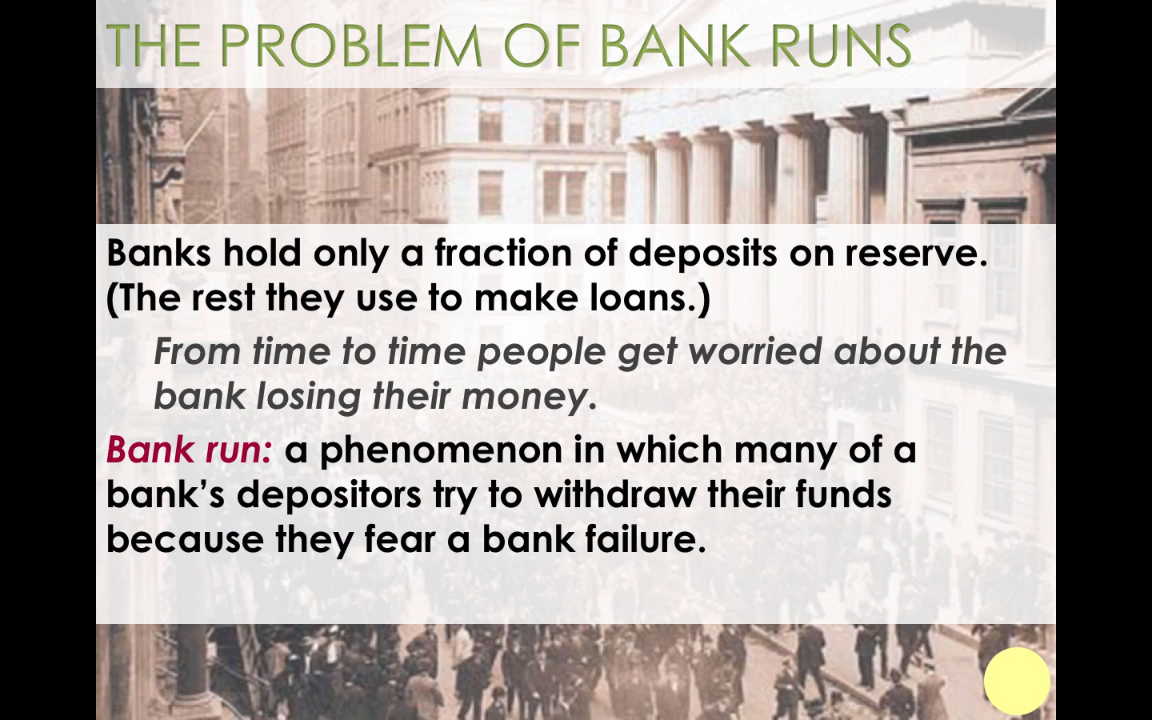 THE PROBLEM OF BANK RUNS
Banks hold only a fraction of deposits on reserve.
(The rest they use to make loans.)
From time to time people get worried about the
bank losing their money.
Bank run: a phenomenon in which many of a
bank’s depositors try to withdraw their funds
because they fear a bank failure.